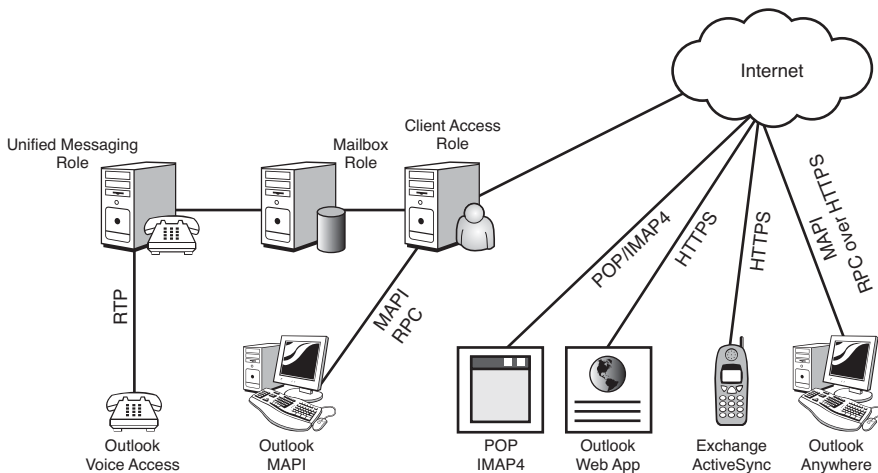 Internet
Unified Messaging
Role
Mailbox
Role
Client Access
Role
RTP
MAPI
RPC
POP/IMAP4
HTTPS
HTTPS
MAPI
RPC over HTTPS
Outlook
Voice Access
Outlook
MAPI
POP
IMAP4
Outlook
Web App
Exchange
ActiveSync
Outlook
Anywhere